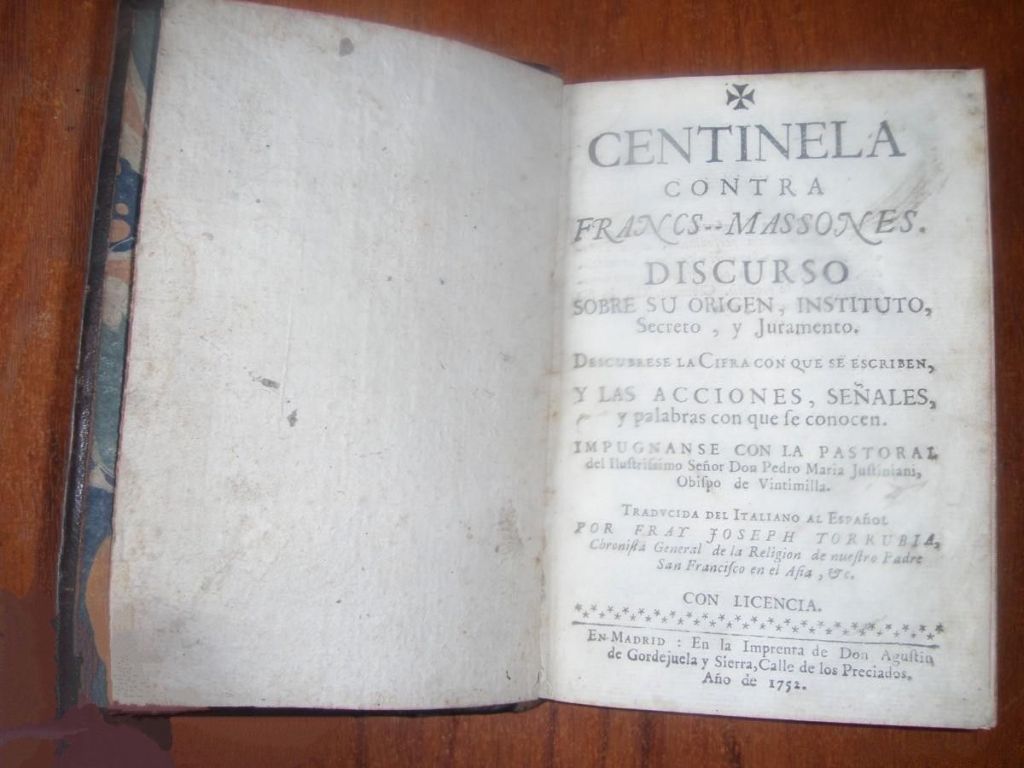 CENTINELA
CONTRA
FRANCS--MASSONES.
DISCURSO
SOBRE SU ORIGEN, INSTITUTO,
Secreto, y Juramento.
DESCUBRESE LA CIFRA CON QUE SE ESCRIBEN,
Y LAS ACCIONES, SEÑALES,
y palabras con que ſe conocen.
IMPUGNANSE CON LA PASTORAL
del Iluſtriſsimo Señor Don Pedro Maria Juſtiniani,
Obiſpo de Vintimilla.
TRADVCIDA DEL ITALIANO AL ESPAÑOL
POR FRAY JOSEPH TORRUBIA,
Chroniſta General de la Religion de nueſtro Padre
San Franciſco en el Aſia, &c.
CON LICENCIA.
EN MADRID : En la Imprenta de Don Aguſtin
de Gordejuela y Sierra, Calle de los Preciados,
Año de 1752.